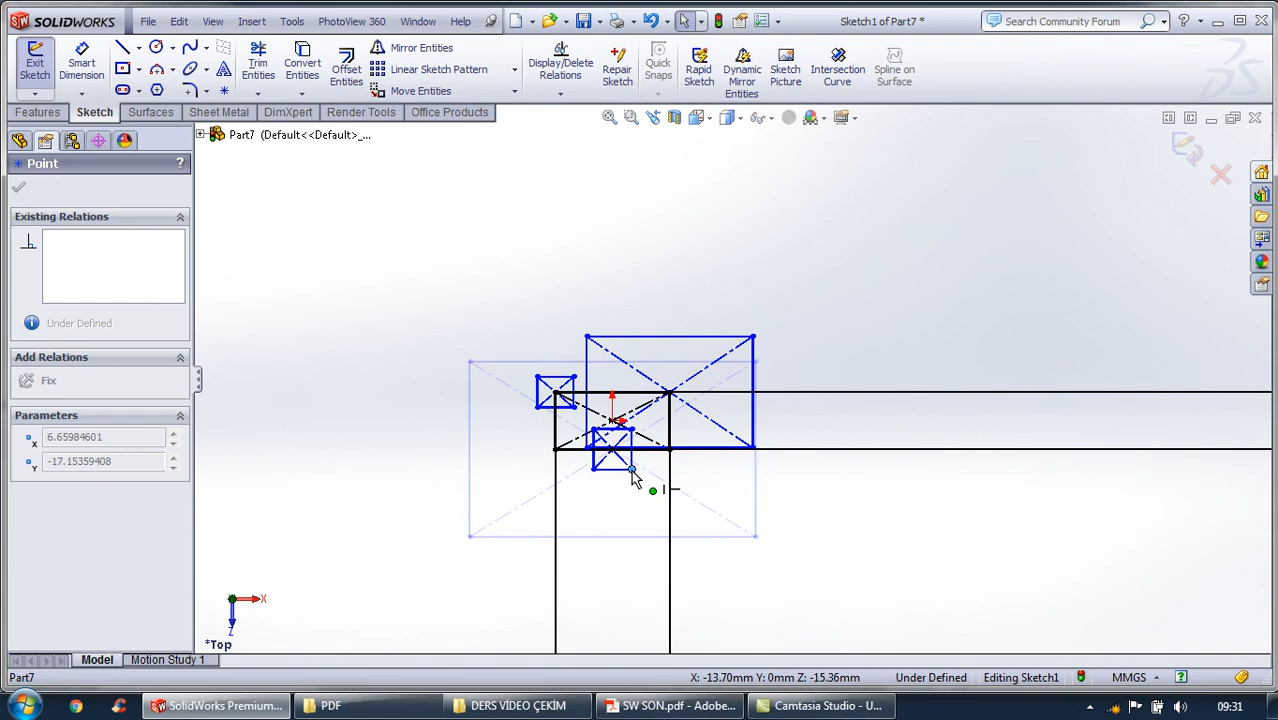 SOLIDWORKS File Edit View Insert Tools PhotoView 360 Window Help Sketch1 of Part7 * Search Community Forum
Exit Sketch
Smart Dimension
Trim Entities
Convert Entities
Offset Entities
Mirror Entities
Linear Sketch Pattern
Move Entities
Display/Delete Relations
Repair Sketch
Quick Snaps
Rapid Sketch
Dynamic Mirror Entities
Sketch Picture
Intersection Curve
Spline on Surface
Features Sketch Surfaces Sheet Metal DimXpert Render Tools Office Products
Part7 (Default<<Default>_...
Point ?
Existing Relations
Under Defined
Add Relations
Fix
Parameters
X 6.65984601
Y -17.15359408
X
Z
*Top
Model Motion Study 1
Part7 X: -13.70mm Y: 0mm Z: -15.36mm Under Defined Editing Sketch1 MMGS
SolidWorks Premium... PDF DERS VİDEO ÇEKİM SW SON.pdf - Adobe... Camtasia Studio - U... 09:31